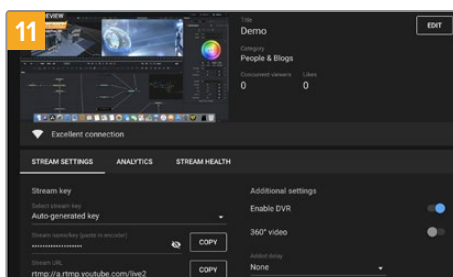 11
PREVIEW
Title
Demo
EDIT
Category
People & Blogs
Concurrent viewers Likes
0 0
Excellent connection
STREAM SETTINGS ANALYTICS STREAM HEALTH
Stream key
Additional settings
Select stream key
Auto-generated key
Enable DVR
360° video
Stream name/key (paste in encoder)
••••••••••••••••••• COPY
Added delay
None
Stream URL
rtmp://a.rtmp.youtube.com/live2
COPY